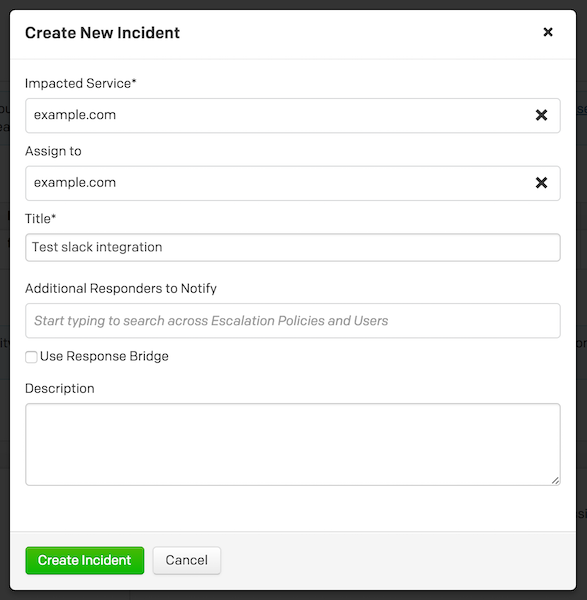 Create New Incident
Impacted Service*
example.com
Assign to
example.com
Title*
Test slack integration
Additional Responders to Notify
Start typing to search across Escalation Policies and Users
Use Response Bridge
Description
Create Incident
Cancel